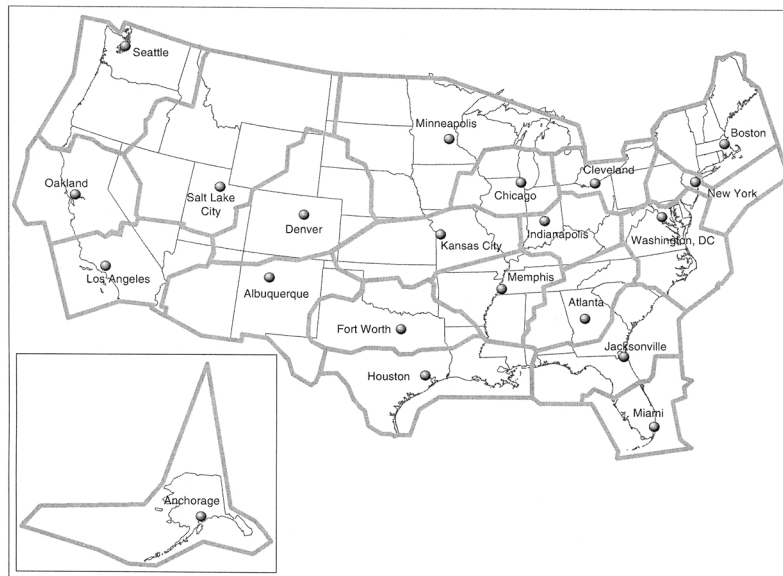 Seattle
Minneapolis
Boston
Cleveland
Oakland
Salt Lake
City
Chicago
New York
Denver
Kansas City
Indianapolis
Washington, DC
Los Angeles
Albuquerque
Memphis
Atlanta
Fort Worth
Jacksonville
Houston
Miami
Anchorage